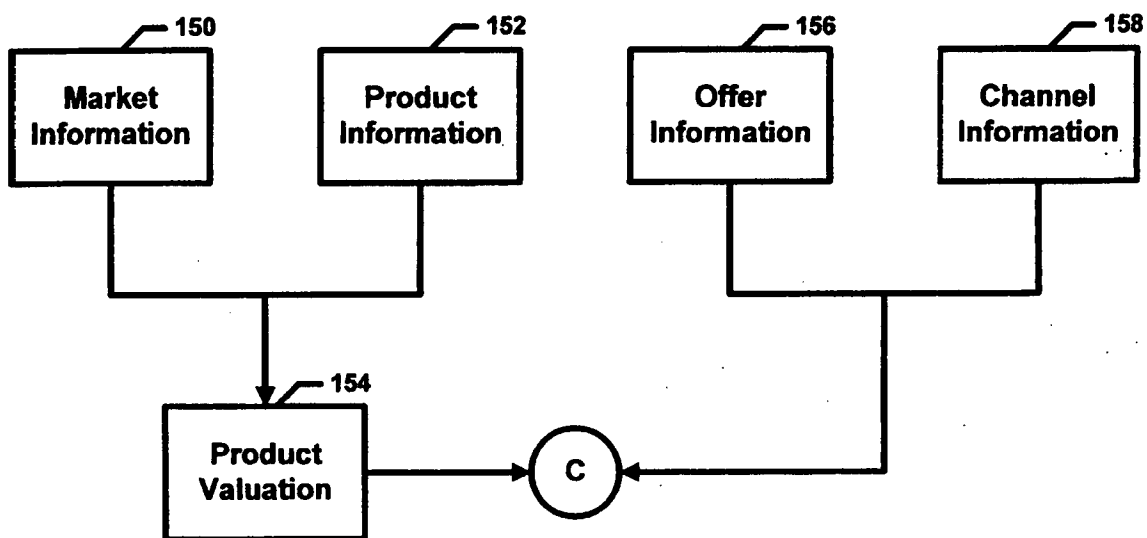 150
Market
Information
152
Product
Information
156
Offer
Information
158
Channel
Information
154
Product
Valuation
C